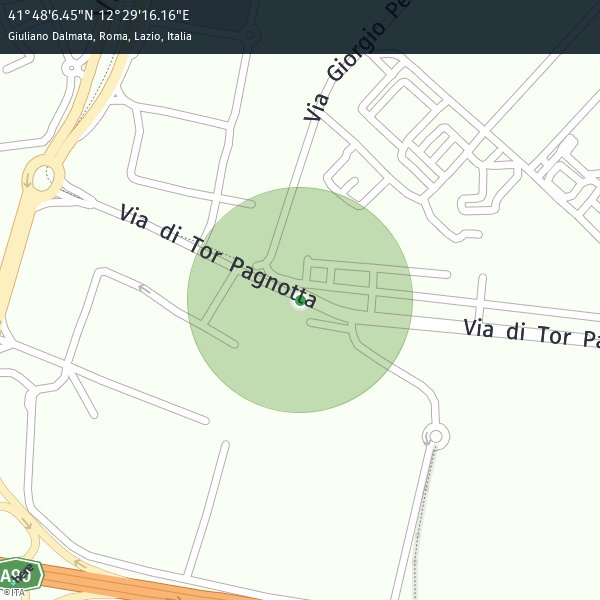 41°48'6.45"N 12°29'16.16"E
Giuliano Dalmata, Roma, Lazio, Italia
Via Giorgio Pe
Via di Tor Pagnotta
Via di Tor Pa
A90
©ITA